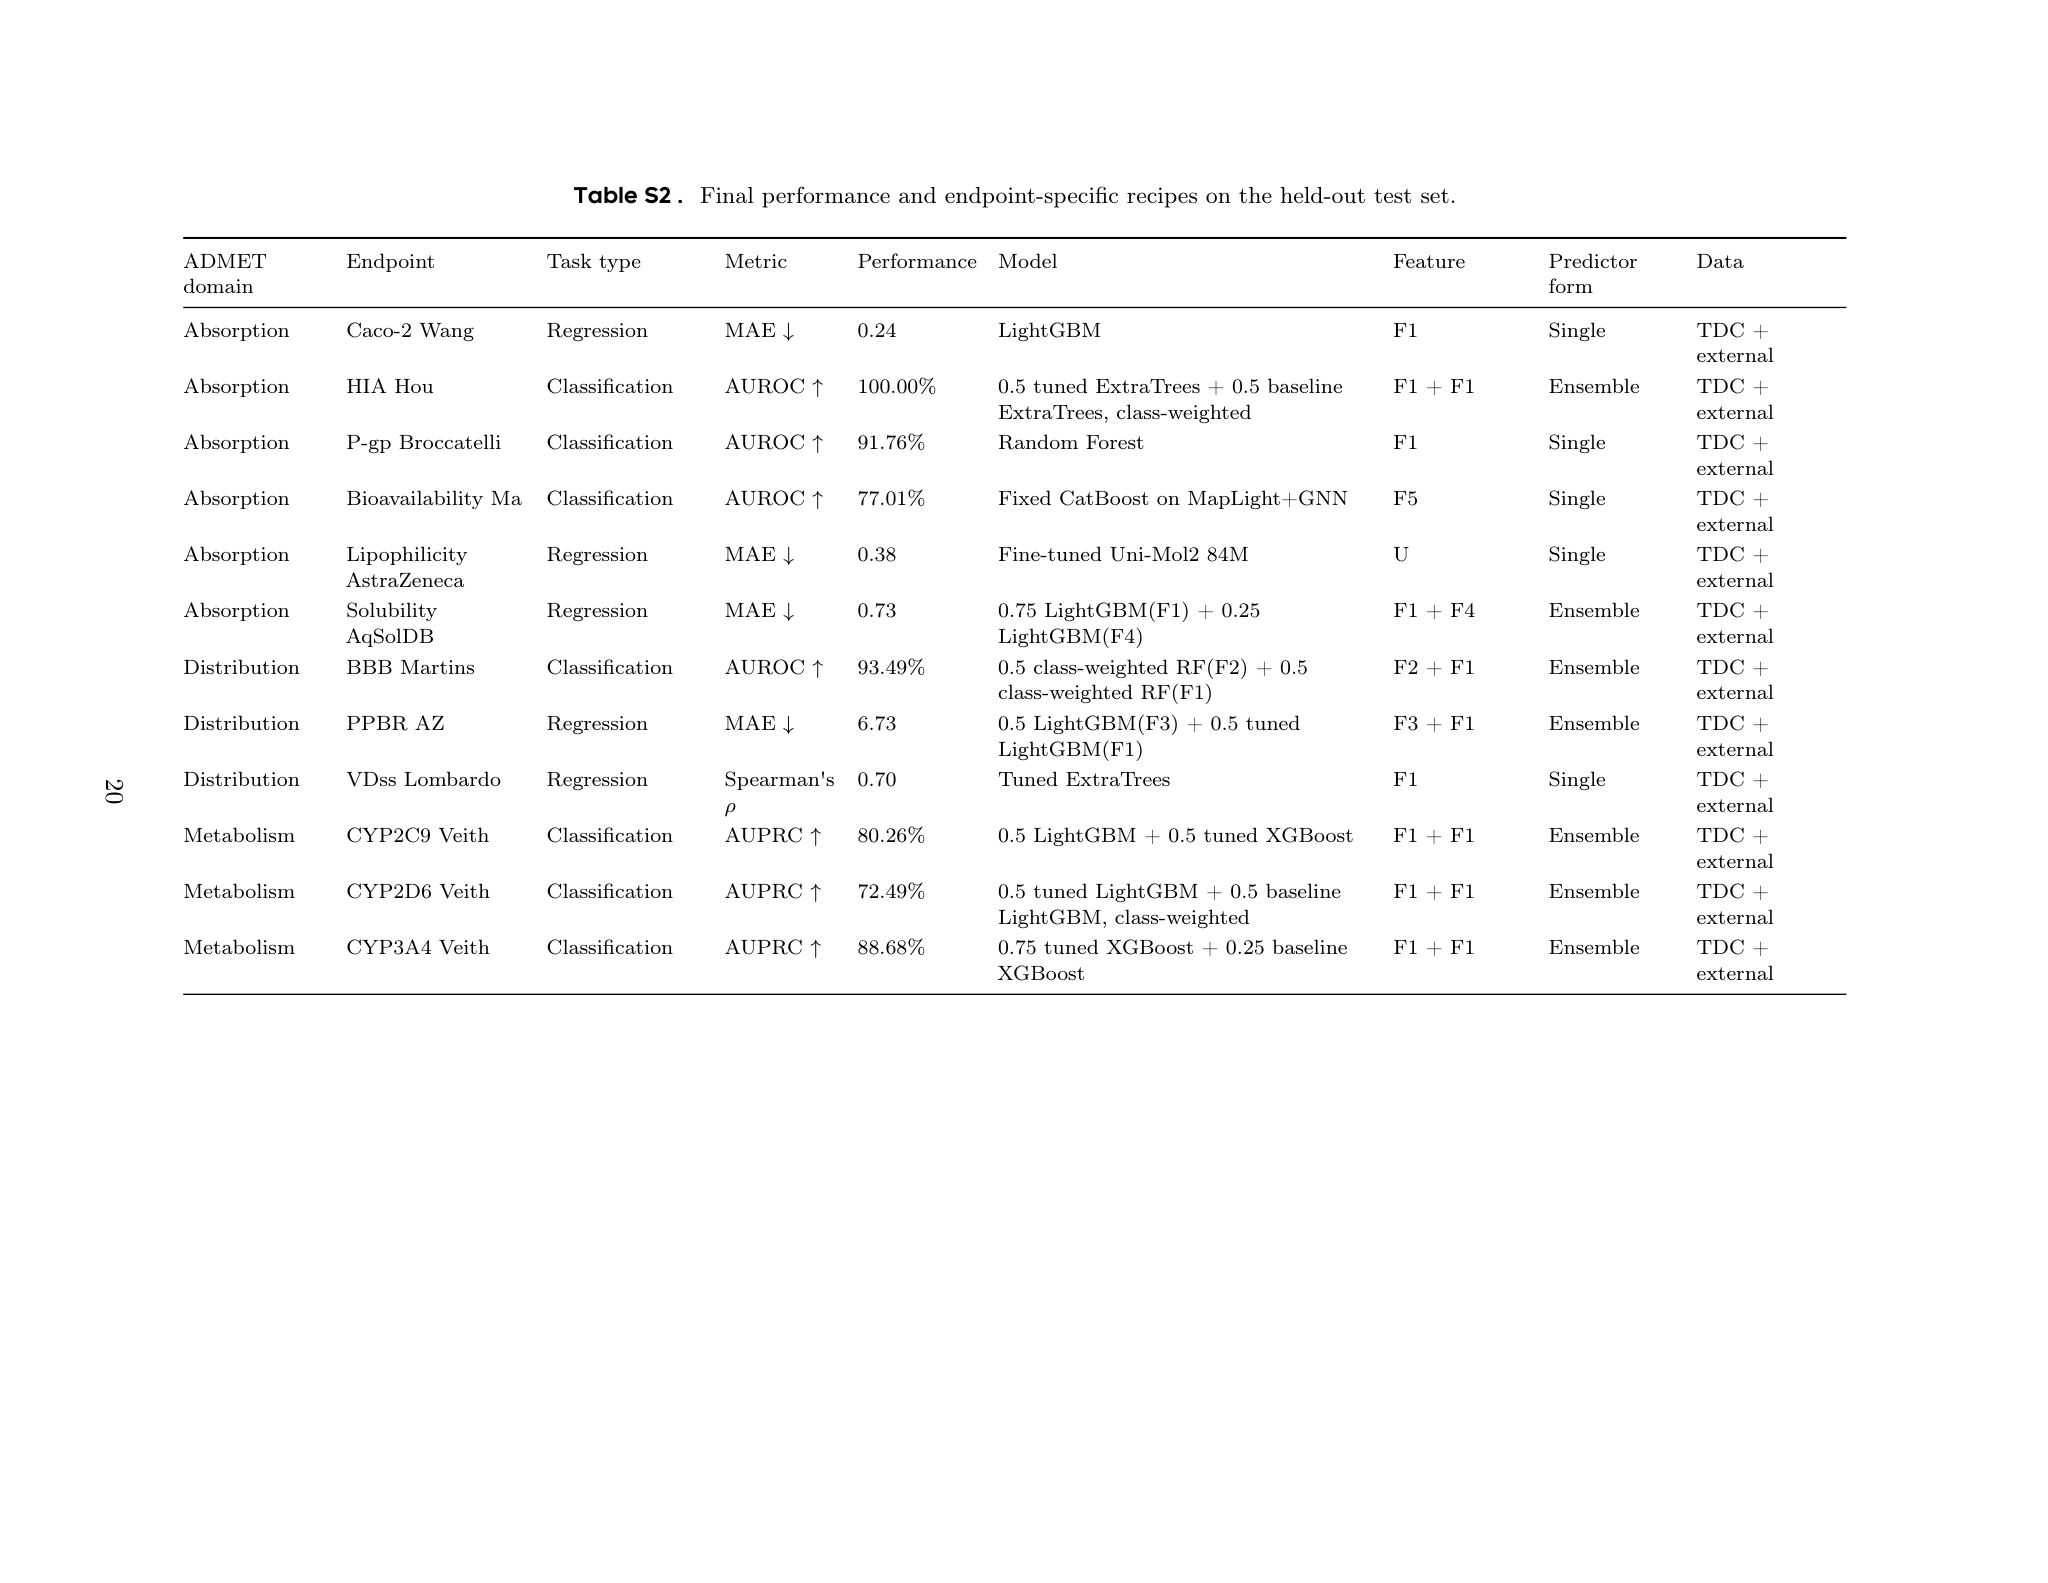 Table S2 . Final performance and endpoint-specific recipes on the held-out test set.
ADMET domain Endpoint Task type Metric Performance Model Feature Predictor form Data
Absorption Caco-2 Wang Regression MAE ↓ 0.24 LightGBM F1 Single TDC + external
Absorption HIA Hou Classification AUROC ↑ 100.00% 0.5 tuned ExtraTrees + 0.5 baseline ExtraTrees, class-weighted F1 + F1 Ensemble TDC + external
Absorption P-gp Broccatelli Classification AUROC ↑ 91.76% Random Forest F1 Single TDC + external
Absorption Bioavailability Ma Classification AUROC ↑ 77.01% Fixed CatBoost on MapLight+GNN F5 Single TDC + external
Absorption Lipophilicity AstraZeneca Regression MAE ↓ 0.38 Fine-tuned Uni-Mol2 84M U Single TDC + external
Absorption Solubility AqSolDB Regression MAE ↓ 0.73 0.75 LightGBM(F1) + 0.25 LightGBM(F4) F1 + F4 Ensemble TDC + external
Distribution BBB Martins Classification AUROC ↑ 93.49% 0.5 class-weighted RF(F2) + 0.5 class-weighted RF(F1) F2 + F1 Ensemble TDC + external
Distribution PPBR AZ Regression MAE ↓ 6.73 0.5 LightGBM(F3) + 0.5 tuned LightGBM(F1) F3 + F1 Ensemble TDC + external
Distribution VDss Lombardo Regression Spearman's ρ 0.70 Tuned ExtraTrees F1 Single TDC + external
Metabolism CYP2C9 Veith Classification AUPRC ↑ 80.26% 0.5 LightGBM + 0.5 tuned XGBoost F1 + F1 Ensemble TDC + external
Metabolism CYP2D6 Veith Classification AUPRC ↑ 72.49% 0.5 tuned LightGBM + 0.5 baseline LightGBM, class-weighted F1 + F1 Ensemble TDC + external
Metabolism CYP3A4 Veith Classification AUPRC ↑ 88.68% 0.75 tuned XGBoost + 0.25 baseline XGBoost F1 + F1 Ensemble TDC + external
20